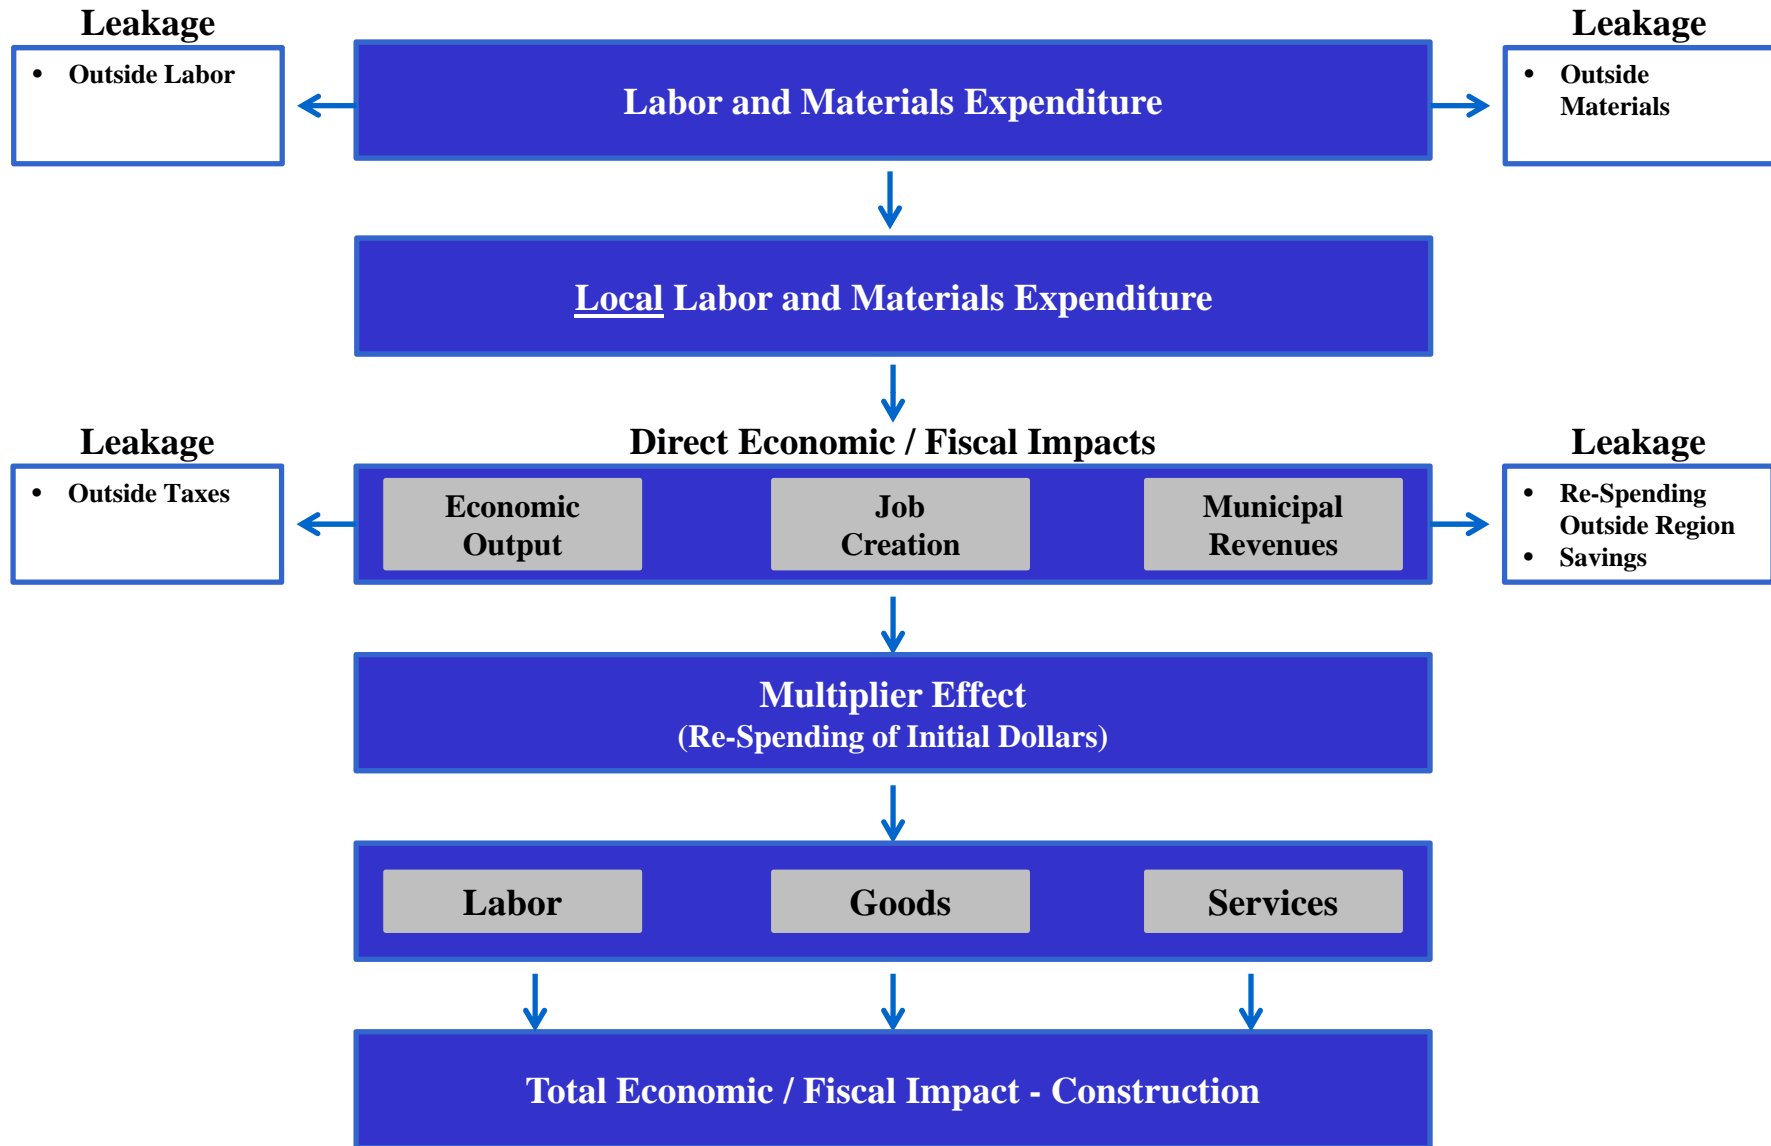 Leakage
• Outside Labor
Labor and Materials Expenditure
Leakage
• Outside
Materials
Local Labor and Materials Expenditure
Leakage
• Outside Taxes
Direct Economic / Fiscal Impacts
Economic
Output
Job
Creation
Municipal
Revenues
Leakage
• Re-Spending
Outside Region
• Savings
Multiplier Effect
(Re-Spending of Initial Dollars)
Labor
Goods
Services
Total Economic / Fiscal Impact - Construction